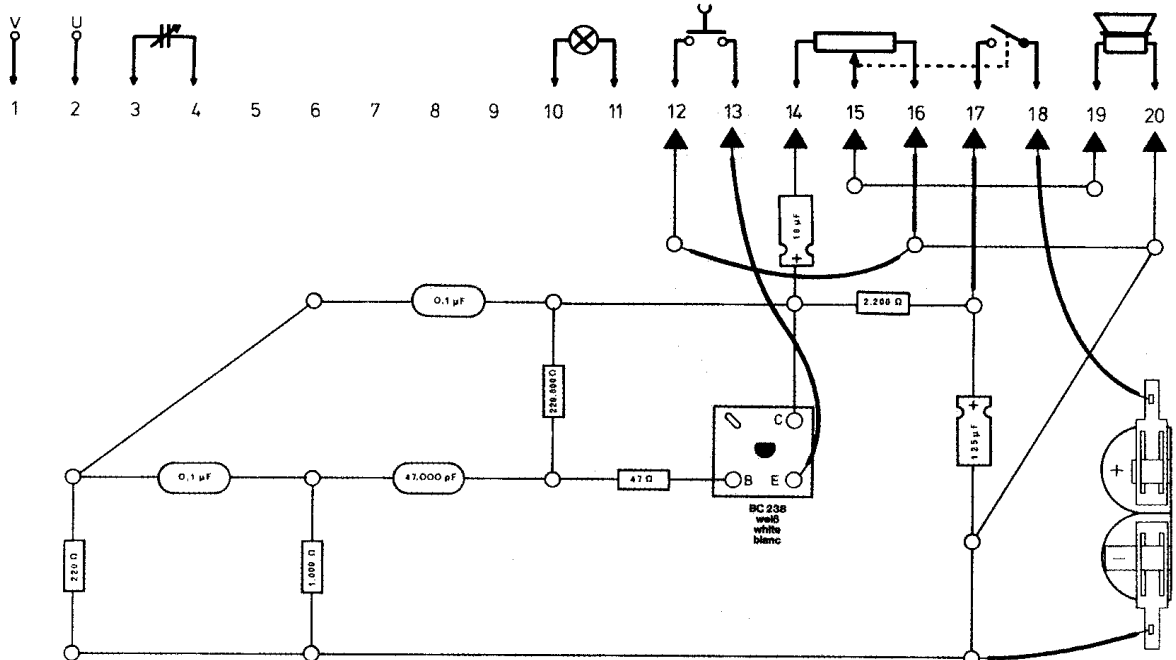 V U
1 2 3 4 5 6 7 8 9 10 11 12 13 14 15 16 17 18 19 20
10 µF
+
0,1 µF
2.200 Ω
220.000 Ω
+
125 µF
C
B E
+
0,1 µF
47.000 pF
47 Ω
BC 238
weiß
white
blanc
220 Ω
1.000 Ω
−